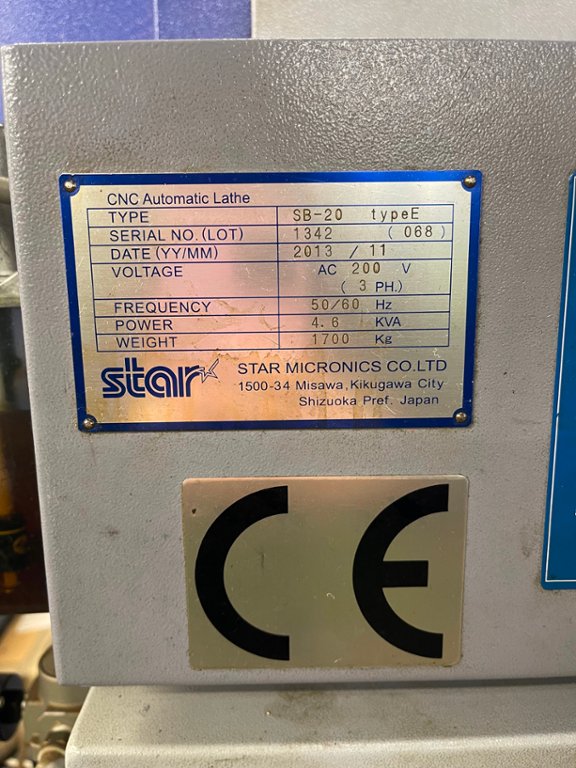 CNC Automatic Lathe
TYPE SB-20 typeE
SERIAL NO.(LOT) 1342 (068)
DATE (YY/MM) 2013 / 11
VOLTAGE AC 200 V
(3 PH.)
FREQUENCY 50/60 Hz
POWER 4.6 KVA
WEIGHT 1700 Kg
star STAR MICRONICS CO.LTD
1500-34 Misawa,Kikugawa City
Shizuoka Pref. Japan
CE